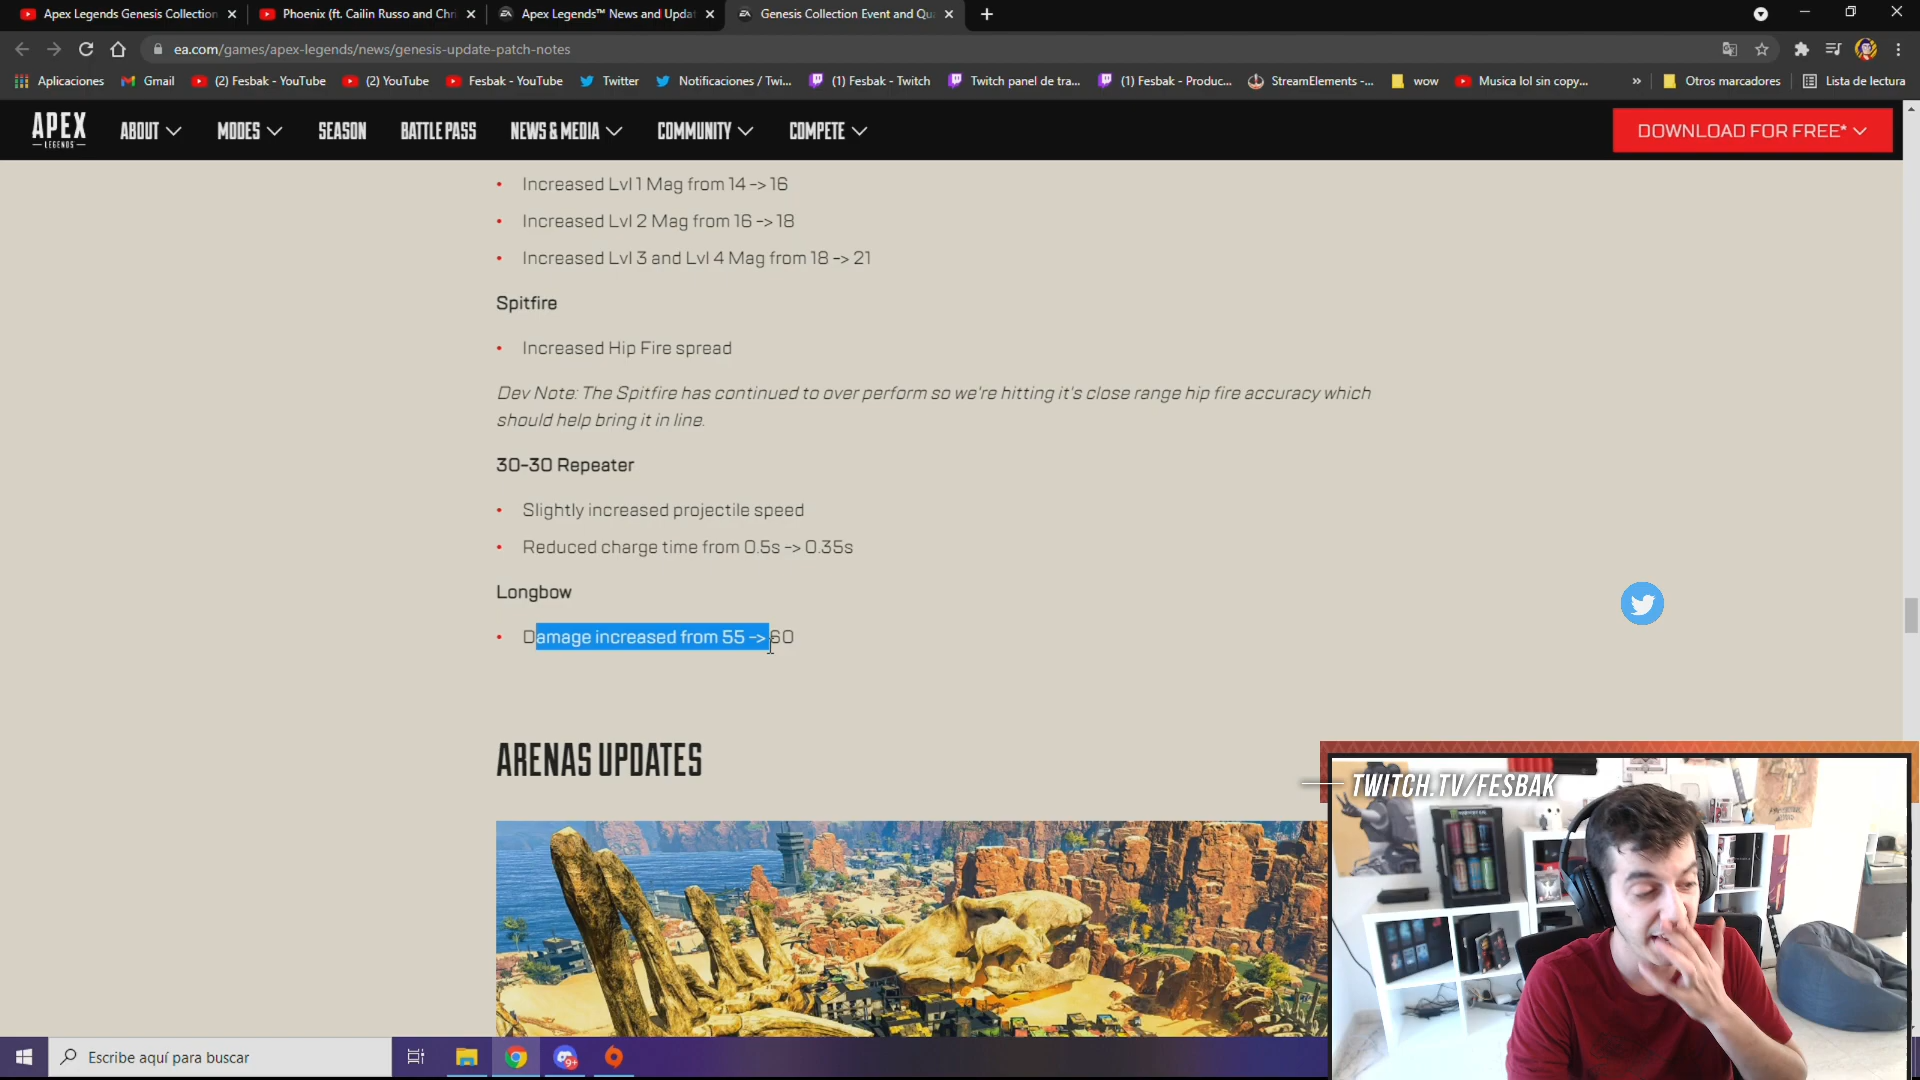 Apex Legends Genesis Collection
Phoenix (ft. Cailin Russo and Chri
Apex Legends™ News and Updat
Genesis Collection Event and Qu
ea.com/games/apex-legends/news/genesis-update-patch-notes
Aplicaciones
Gmail
(2) Fesbak - YouTube
(2) YouTube
Fesbak - YouTube
Twitter
Notificaciones / Twi...
(1) Fesbak - Twitch
Twitch panel de tra...
(1) Fesbak - Produc...
StreamElements -...
wow
Musica lol sin copy...
»
Otros marcadores
Lista de lectura
APEX
LEGENDS
ABOUT
MODES
SEASON
BATTLE PASS
NEWS & MEDIA
COMMUNITY
COMPETE
DOWNLOAD FOR FREE*
• Increased Lvl 1 Mag from 14 -> 16
• Increased Lvl 2 Mag from 16 -> 18
• Increased Lvl 3 and Lvl 4 Mag from 18 -> 21
Spitfire
• Increased Hip Fire spread
Dev Note: The Spitfire has continued to over perform so we're hitting it's close range hip fire accuracy which
should help bring it in line.
30-30 Repeater
• Slightly increased projectile speed
• Reduced charge time from 0.5s -> 0.35s
Longbow
• Damage increased from 55 -> 60
ARENAS UPDATES
TWITCH.TV/FESBAK
Escribe aquí para buscar
9+